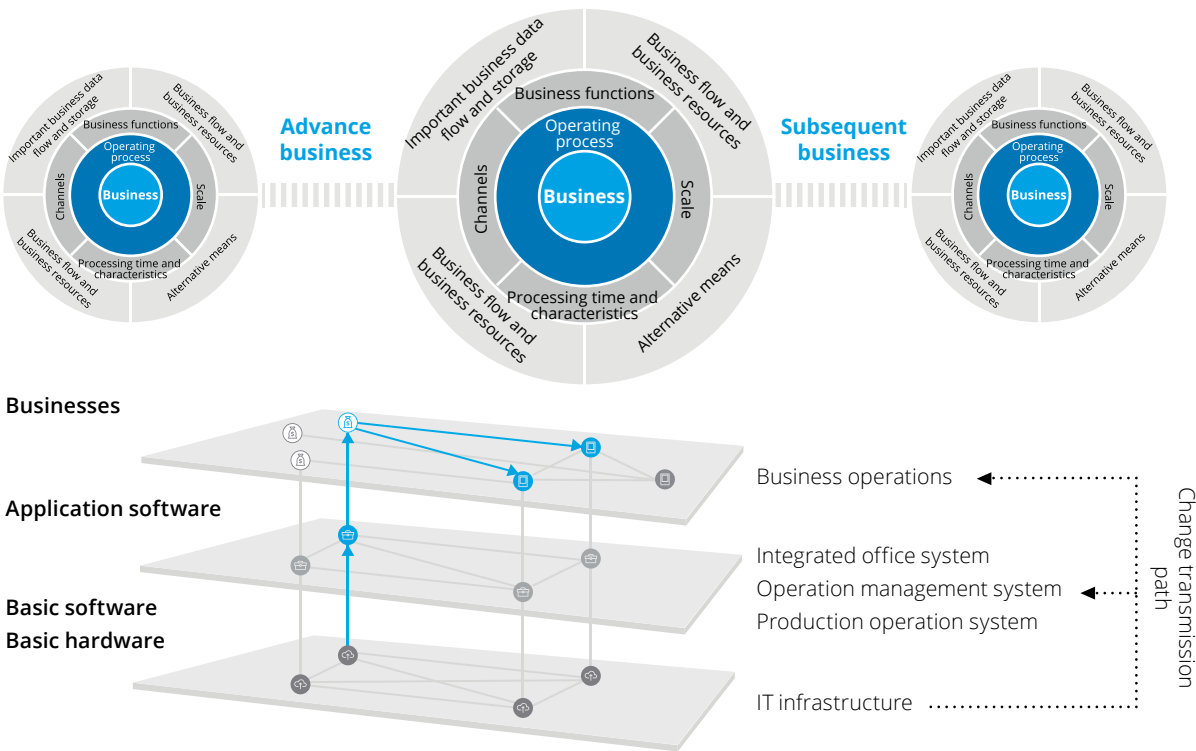 Important business data
flow and storage
Business flow and
business resources
Business functions
Operating
process
Business
Channels
Scale
Processing time and
characteristics
Business flow and
business resources
Alternative means
Advance
business
Important business data
flow and storage
Business flow and
business resources
Business functions
Operating
process
Business
Channels
Scale
Processing time and
characteristics
Business flow and
business resources
Alternative means
Subsequent
business
Important business data
flow and storage
Business flow and
business resources
Business functions
Operating
process
Business
Channels
Scale
Processing time and
characteristics
Business flow and
business resources
Alternative means
Businesses
Application software
Basic software
Basic hardware
Business operations
Integrated office system
Operation management system
Production operation system
IT infrastructure
Change transmission
path